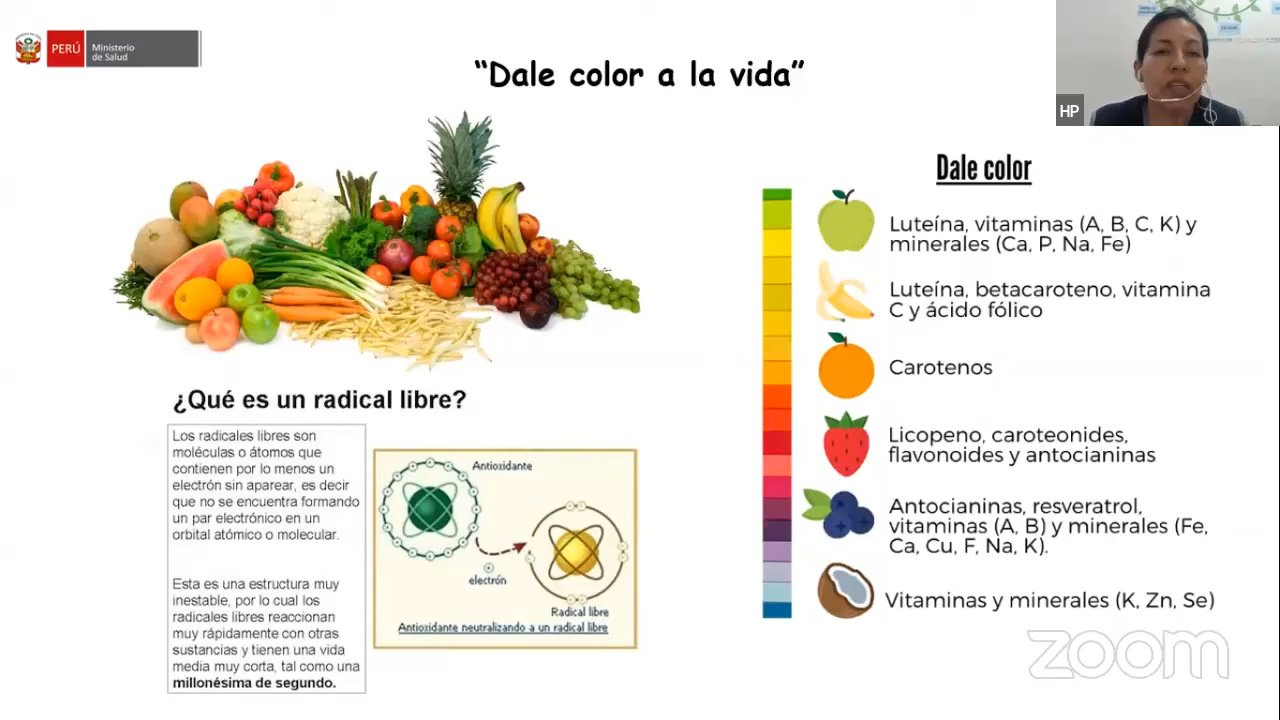 PERÚ
Ministerio
de Salud
“Dale color a la vida”
HP
Dale color
Luteína, vitaminas (A, B, C, K) y
minerales (Ca, P, Na, Fe)
Luteína, betacaroteno, vitamina
C y ácido fólico
Carotenos
Licopeno, caroteonides,
flavonoides y antocianinas
Antocianinas, resveratrol,
vitaminas (A, B) y minerales (Fe,
Ca, Cu, F, Na, K).
Vitaminas y minerales (K, Zn, Se)
¿Qué es un radical libre?
Los radicales libres son
moléculas o átomos que
contienen por lo menos un
electrón sin aparear, es decir
que no se encuentra formando
un par electrónico en un
orbital atómico o molecular.
Esta es una estructura muy
inestable, por lo cual los
radicales libres reaccionan
muy rápidamente con otras
sustancias y tienen una vida
media muy corta, tal como una
millonésima de segundo.
Antioxidante
electrón
Radical libre
Antioxidante neutralizando a un radical libre
zoom